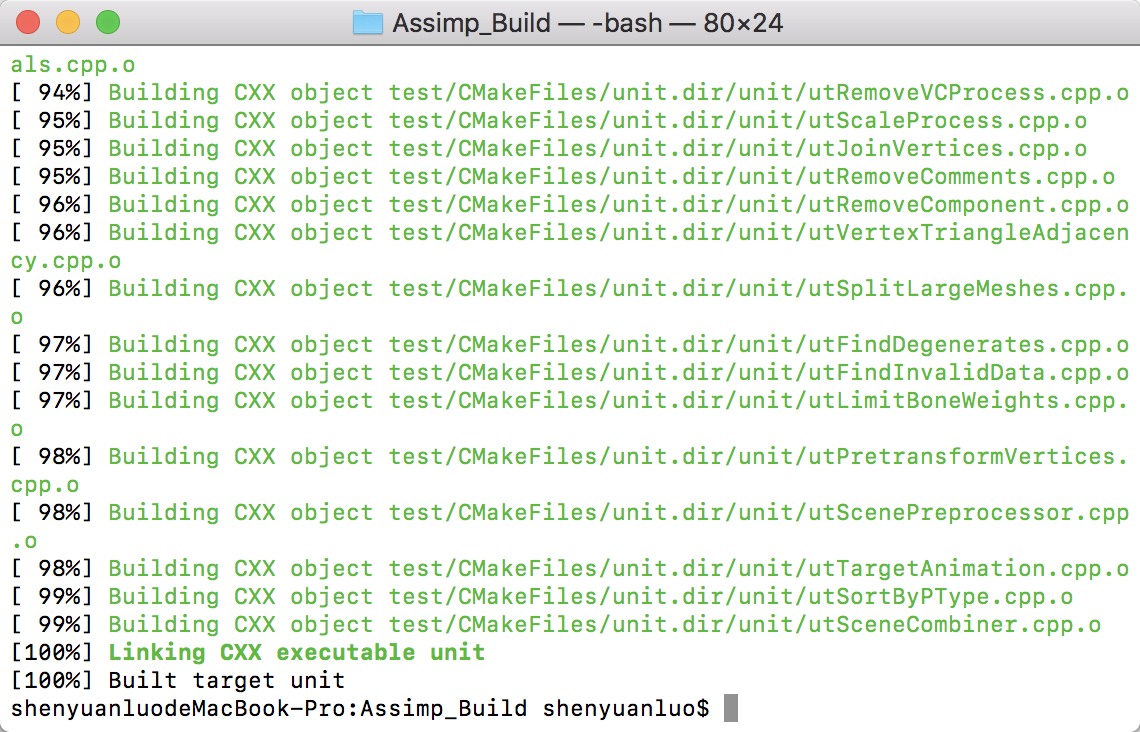 Assimp_Build — -bash — 80×24
als.cpp.o
[ 94%] Building CXX object test/CMakeFiles/unit.dir/unit/utRemoveVCProcess.cpp.o
[ 95%] Building CXX object test/CMakeFiles/unit.dir/unit/utScaleProcess.cpp.o
[ 95%] Building CXX object test/CMakeFiles/unit.dir/unit/utJoinVertices.cpp.o
[ 95%] Building CXX object test/CMakeFiles/unit.dir/unit/utRemoveComments.cpp.o
[ 96%] Building CXX object test/CMakeFiles/unit.dir/unit/utRemoveComponent.cpp.o
[ 96%] Building CXX object test/CMakeFiles/unit.dir/unit/utVertexTriangleAdjacen
cy.cpp.o
[ 96%] Building CXX object test/CMakeFiles/unit.dir/unit/utSplitLargeMeshes.cpp.
o
[ 97%] Building CXX object test/CMakeFiles/unit.dir/unit/utFindDegenerates.cpp.o
[ 97%] Building CXX object test/CMakeFiles/unit.dir/unit/utFindInvalidData.cpp.o
[ 97%] Building CXX object test/CMakeFiles/unit.dir/unit/utLimitBoneWeights.cpp.
o
[ 98%] Building CXX object test/CMakeFiles/unit.dir/unit/utPretransformVertices.
cpp.o
[ 98%] Building CXX object test/CMakeFiles/unit.dir/unit/utScenePreprocessor.cpp
.o
[ 98%] Building CXX object test/CMakeFiles/unit.dir/unit/utTargetAnimation.cpp.o
[ 99%] Building CXX object test/CMakeFiles/unit.dir/unit/utSortByPType.cpp.o
[ 99%] Building CXX object test/CMakeFiles/unit.dir/unit/utSceneCombiner.cpp.o
[100%] Linking CXX executable unit
[100%] Built target unit
shenyuanluodeMacBook-Pro:Assimp_Build shenyuanluo$